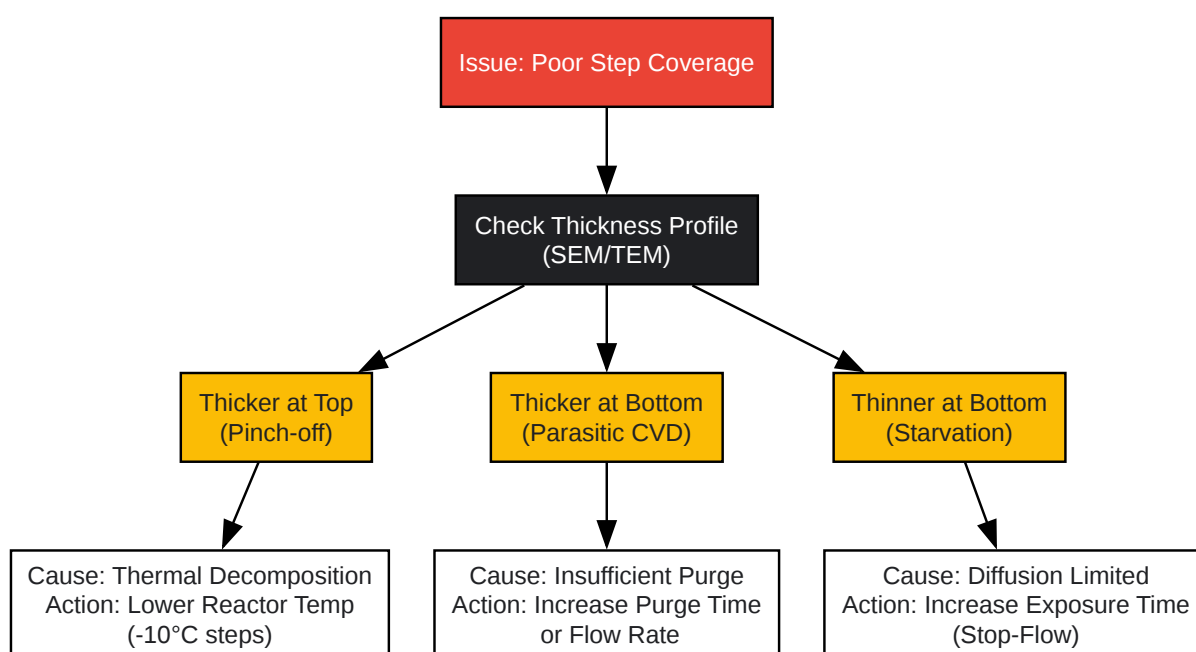 Issue: Poor Step Coverage
Check Thickness Profile
(SEM/TEM)
Thicker at Top
(Pinch-off)
Thicker at Bottom
(Parasitic CVD)
Thinner at Bottom
(Starvation)
Cause: Thermal Decomposition
Action: Lower Reactor Temp
(-10°C steps)
Cause: Insufficient Purge
Action: Increase Purge Time
or Flow Rate
Cause: Diffusion Limited
Action: Increase Exposure Time
(Stop-Flow)